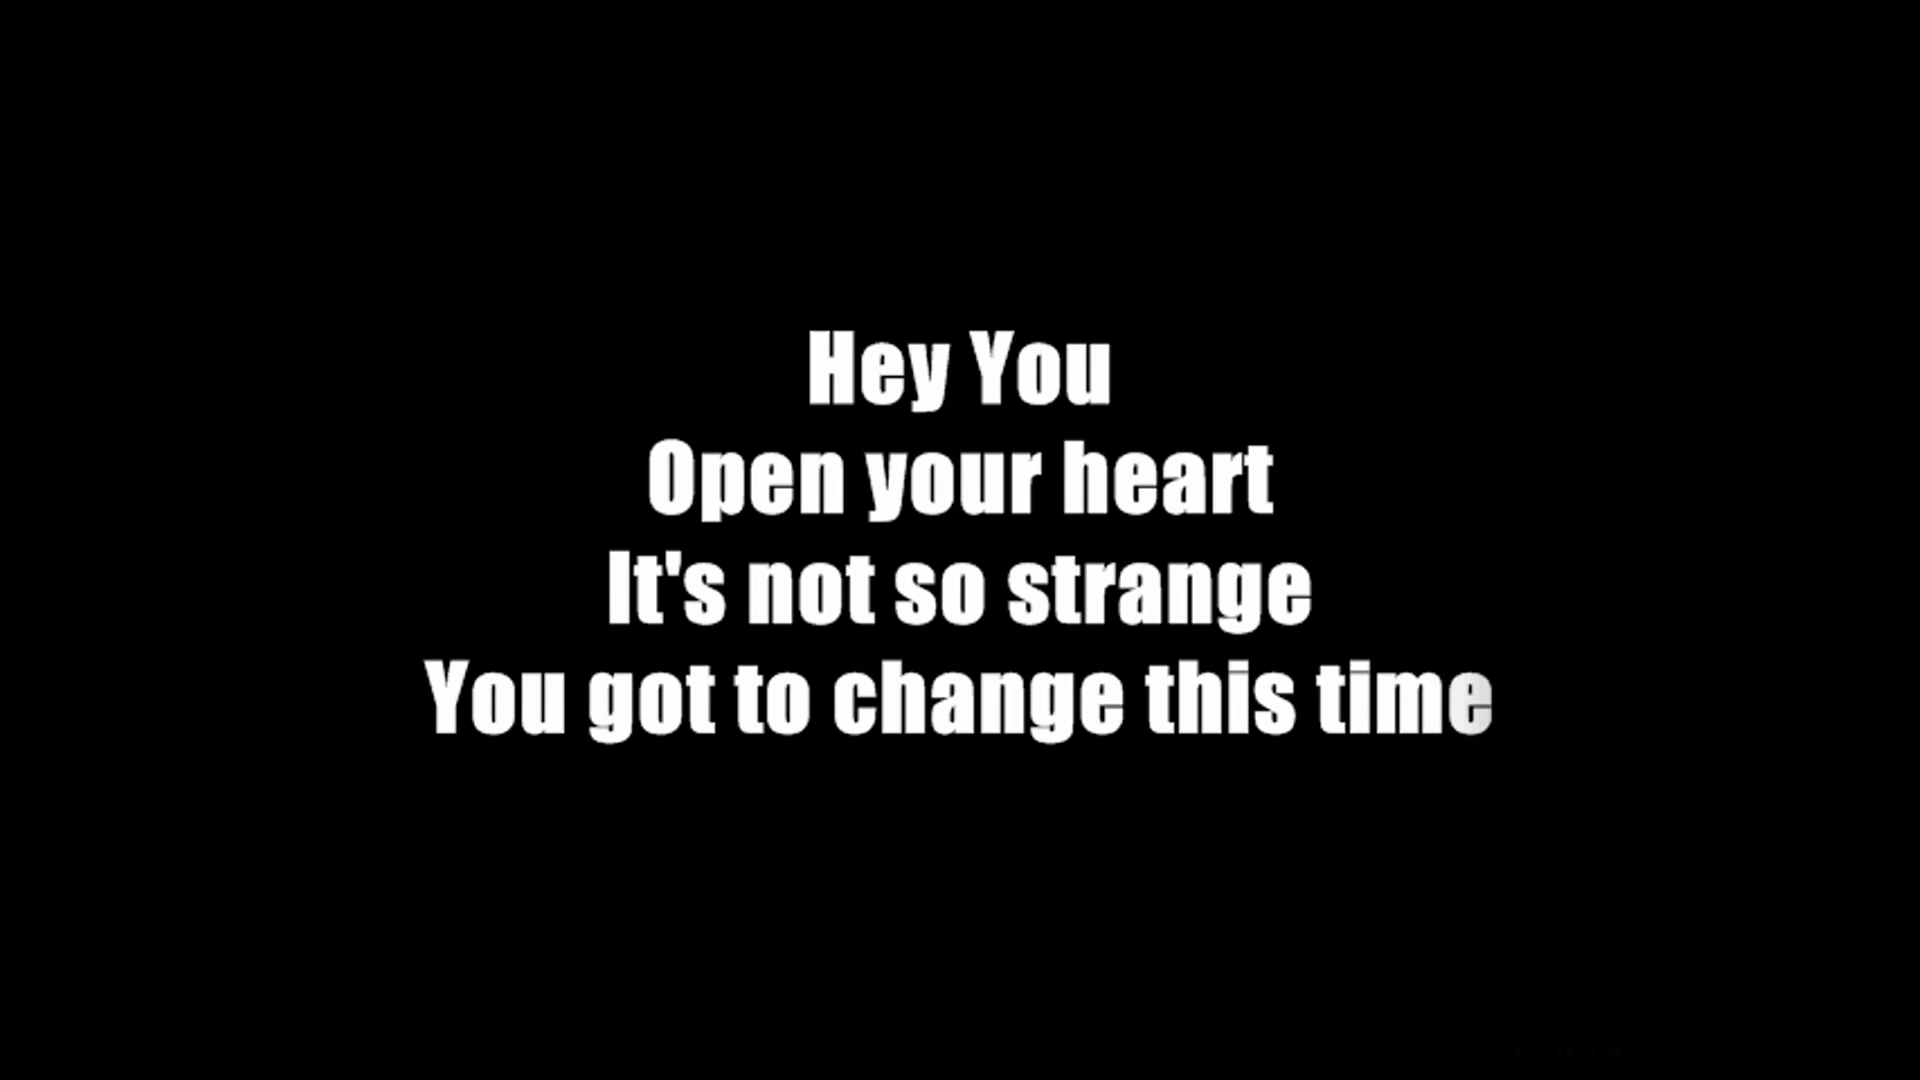 Hey You
Open your heart
It's not so strange
You got to change this time